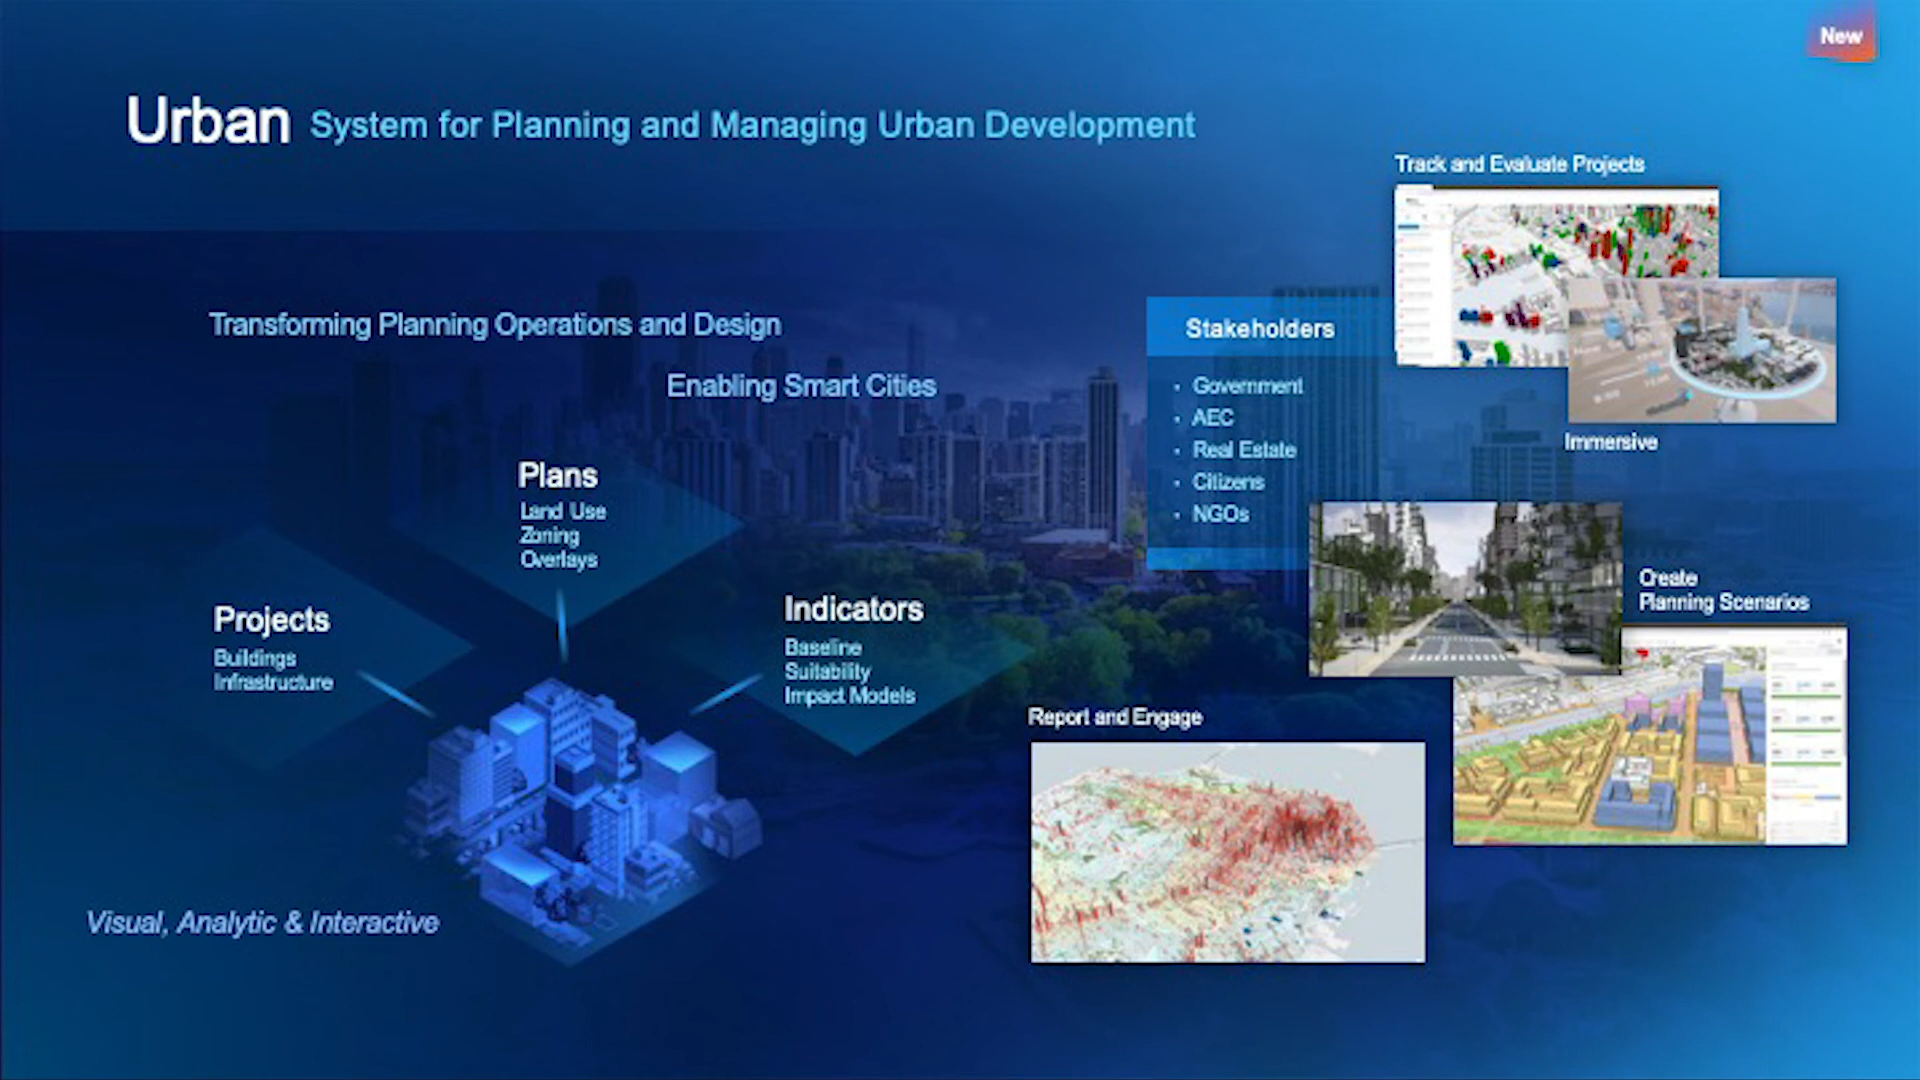 New
Urban System for Planning and Managing Urban Development
Track and Evaluate Projects
Transforming Planning Operations and Design
Enabling Smart Cities
Stakeholders
• Government
• AEC
• Real Estate
• Citizens
• NGOs
Immersive
Plans
Land Use
Zoning
Overlays
Projects
Buildings
Infrastructure
Indicators
Baseline
Suitability
Impact Models
Create
Planning Scenarios
Report and Engage
Visual, Analytic & Interactive